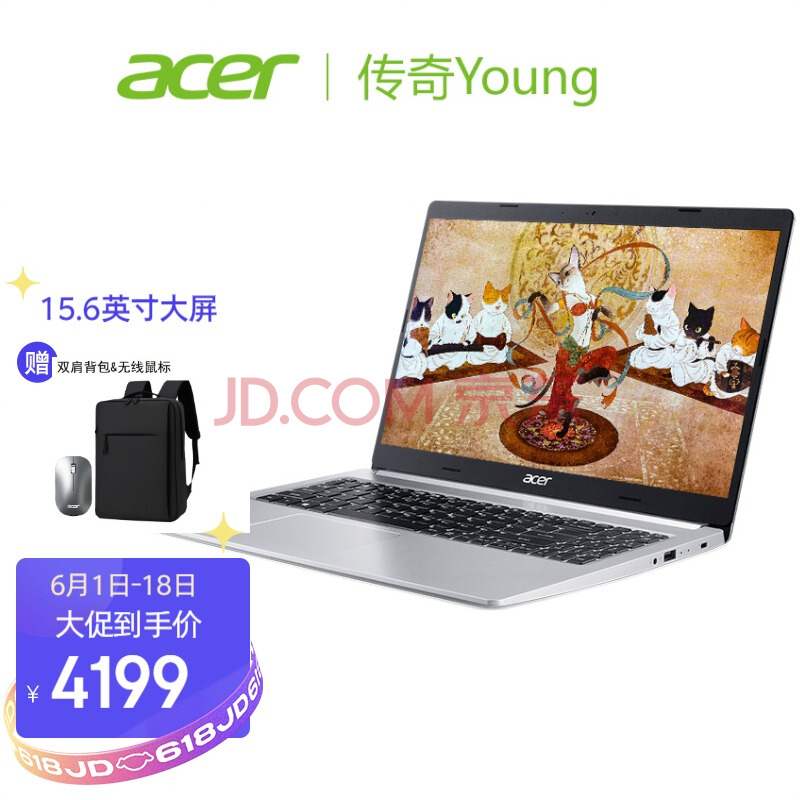 acer | 传奇Young
15.6英寸大屏
赠 双肩背包&无线鼠标
JD.COM 京东
acer
acer
6月1日-18日
大促到手价
¥ 4199
618JD 618JD6